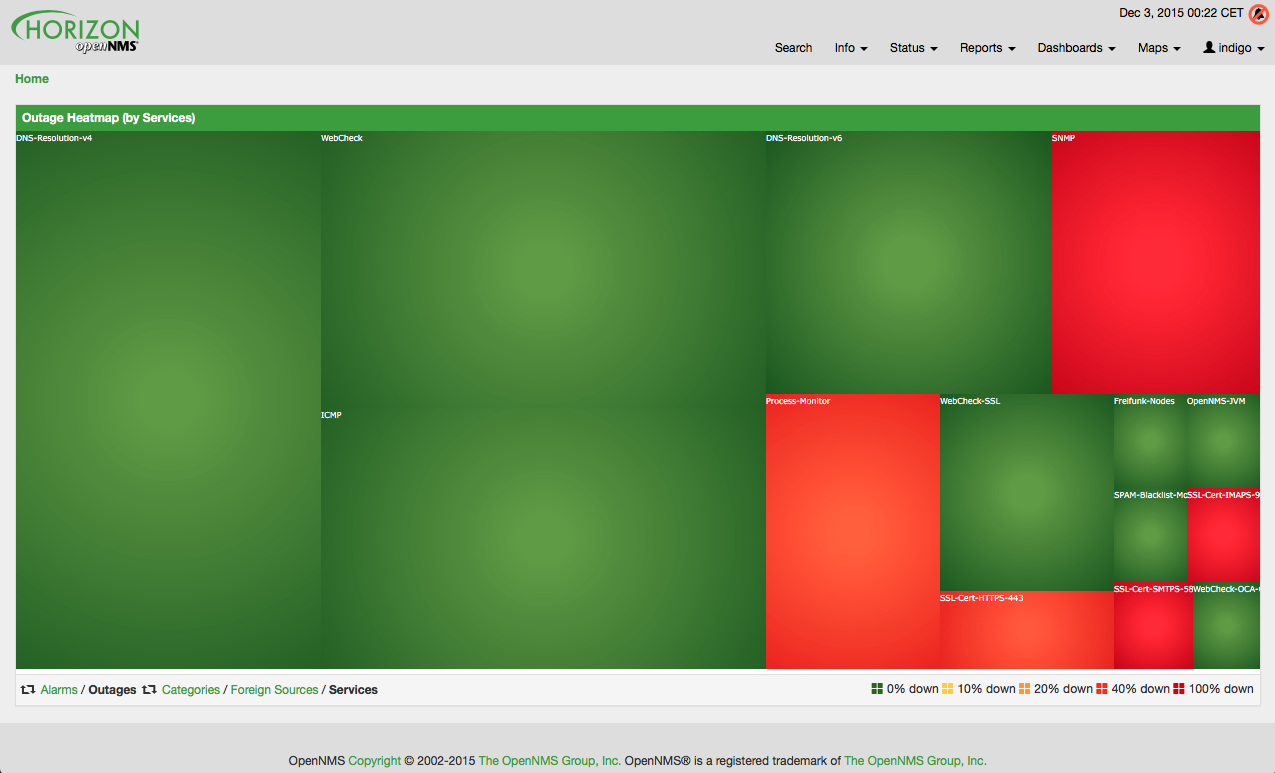 HORIZON
openNMS
Dec 3, 2015 00:22 CET
Search Info Status Reports Dashboards Maps indigo
Home
Outage Heatmap (by Services)
DNS-Resolution-v4 WebCheck DNS-Resolution-v6 SNMP
Process-Monitor WebCheck-SSL Freifunk-Nodes OpenNMS-JVM
ICMP
SPAM-Blacklist-Mc SSL-Cert-IMAPS-9
SSL-Cert-SMTPS-58 WebCheck-OCA-
SSL-Cert-HTTPS-443
Alarms / Outages Categories / Foreign Sources / Services 0% down 10% down 20% down 40% down 100% down
OpenNMS Copyright © 2002-2015 The OpenNMS Group, Inc. OpenNMS® is a registered trademark of The OpenNMS Group, Inc.